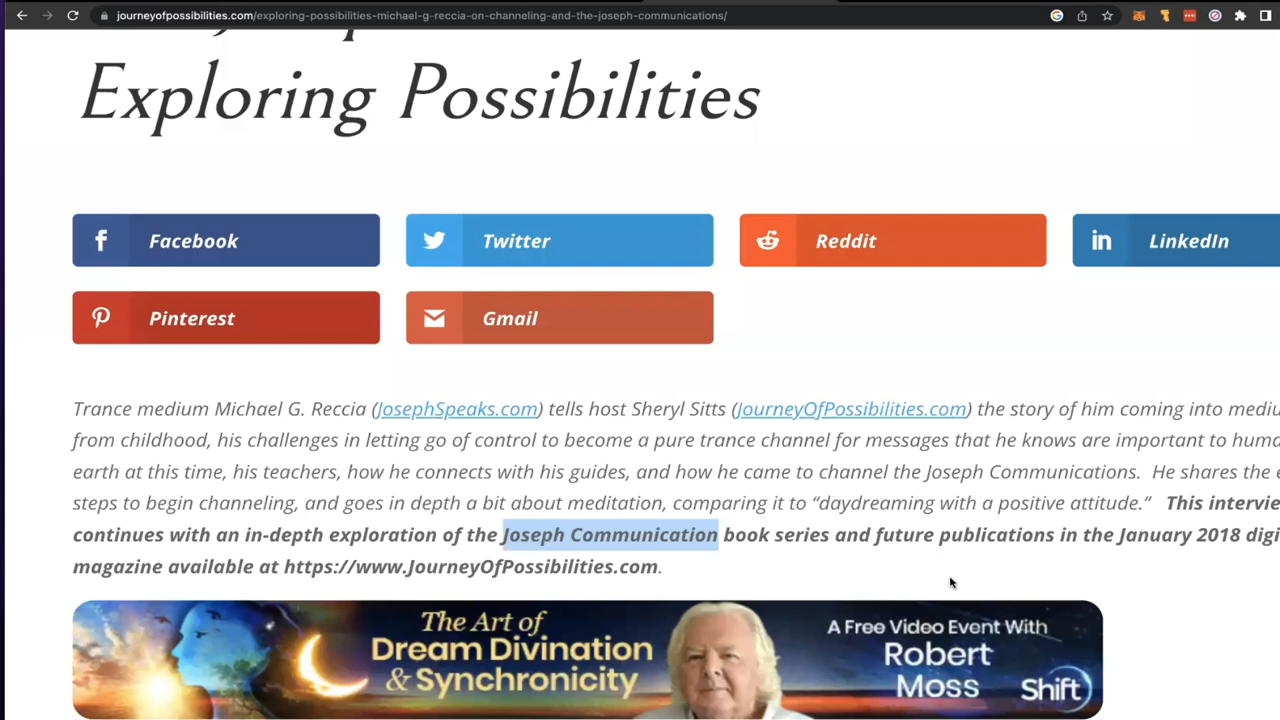 journeyofpossibilities.com/exploring-possibilities-michael-g-reccia-on-channeling-and-the-joseph-communications/
Exploring Possibilities
Facebook
Twitter
Reddit
LinkedIn
Pinterest
Gmail
Trance medium Michael G. Reccia (JosephSpeaks.com) tells host Sheryl Sitts (JourneyOfPossibilities.com) the story of him coming into
from childhood, his challenges in letting go of control to become a pure trance channel for messages that he knows are important to
earth at this time, his teachers, how he connects with his guides, and how he came to channel the Joseph Communications. He shares the
steps to begin channeling, and goes in depth a bit about meditation, comparing it to “daydreaming with a positive attitude.” This
continues with an in-depth exploration of the Joseph Communication book series and future publications in the January 2018
magazine available at https://www.JourneyOfPossibilities.com.
The Art of
Dream Divination
& Synchronicity
A Free Video Event With
Robert
Moss
Shift